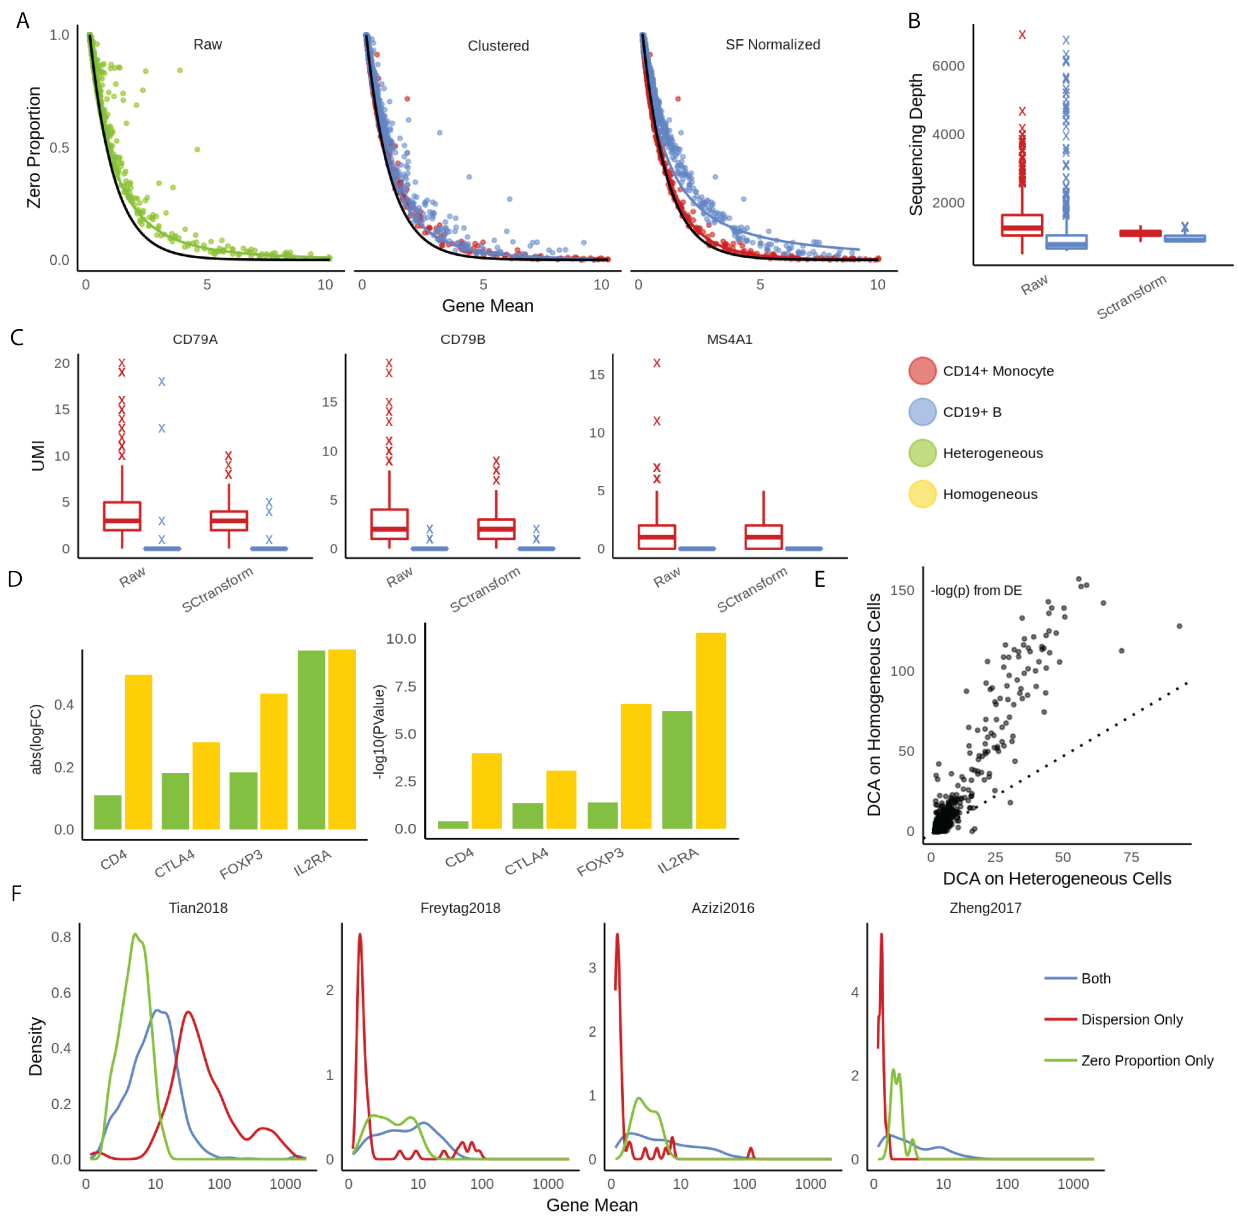 A
Raw
Clustered
SF Normalized
Zero Proportion
1.0
0.5
0.0
0
5
10
0
5
10
0
5
10
Gene Mean
B
Sequencing Depth
6000
4000
2000
Raw
Sctransform
C
CD79A
CD79B
MS4A1
UMI
20
15
10
5
0
15
10
5
0
15
10
5
0
Raw
SCtransform
Raw
SCtransform
Raw
SCtransform
CD14+ Monocyte
CD19+ B
Heterogeneous
Homogeneous
D
abs(logFC)
0.4
0.2
0.0
CD4
CTLA4
FOXP3
IL2RA
-log10(PValue)
10.0
7.5
5.0
2.5
0.0
CD4
CTLA4
FOXP3
IL2RA
E
-log(p) from DE
DCA on Homogeneous Cells
150
100
50
0
0
25
50
75
DCA on Heterogeneous Cells
F
Tian2018
Freytag2018
Azizi2016
Zheng2017
Density
0.8
0.6
0.4
0.2
0.0
2
1
0
3
2
1
0
4
2
0
0
10
100
1000
0
10
100
1000
0
10
100
1000
0
10
100
1000
Gene Mean
Both
Dispersion Only
Zero Proportion Only